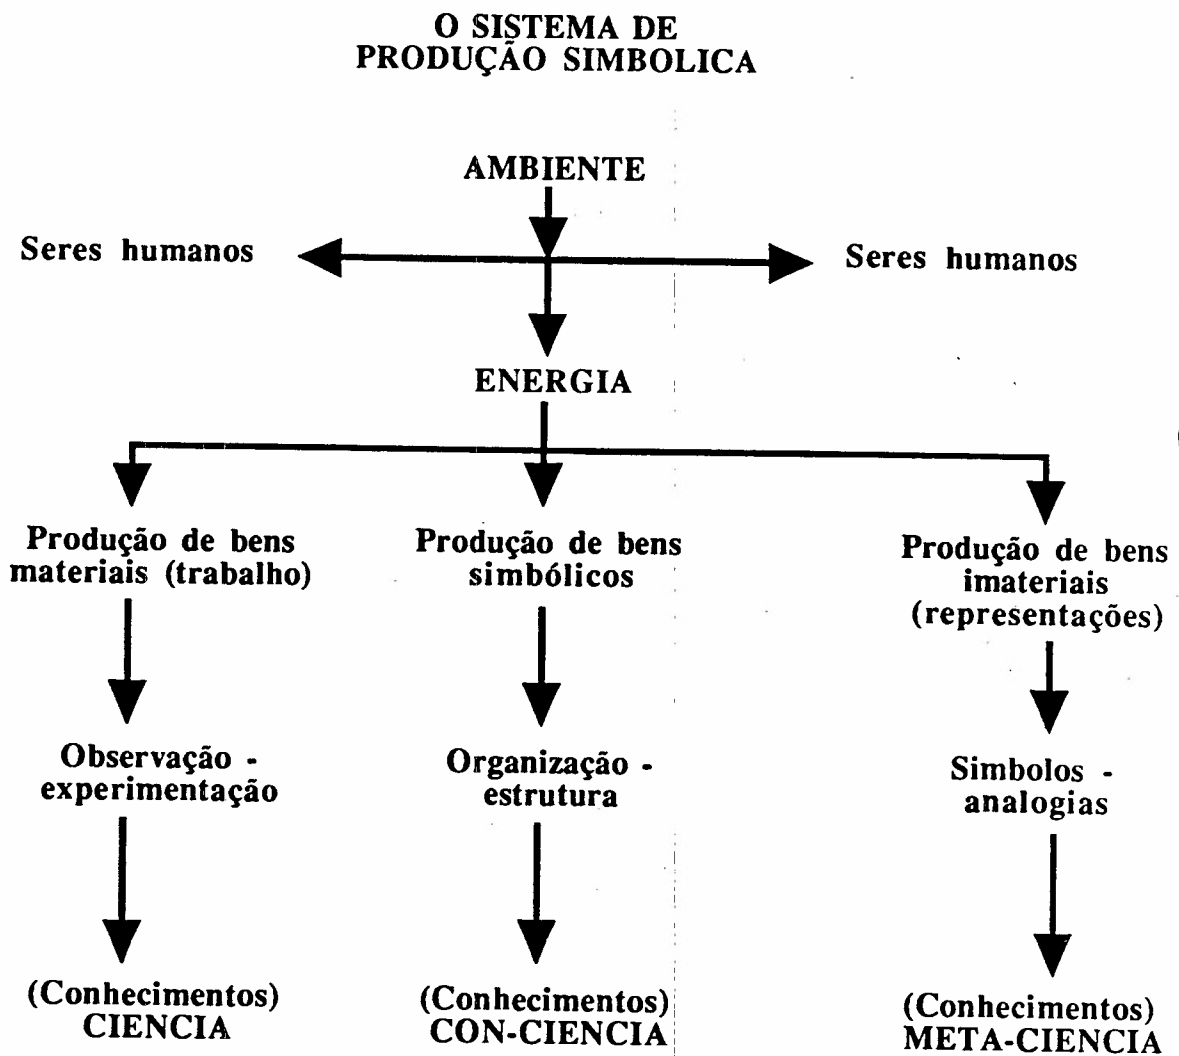 O SISTEMA DE
PRODUÇÃO SIMBOLICA
AMBIENTE
Seres humanos
Seres humanos
ENERGIA
Produção de bens
materiais (trabalho)
Produção de bens
simbólicos
Produção de bens
imateriais
(representações)
Observação -
experimentação
Organização -
estrutura
Simbolos -
analogias
(Conhecimentos)
CIENCIA
(Conhecimentos)
CON-CIENCIA
(Conhecimentos)
META-CIENCIA